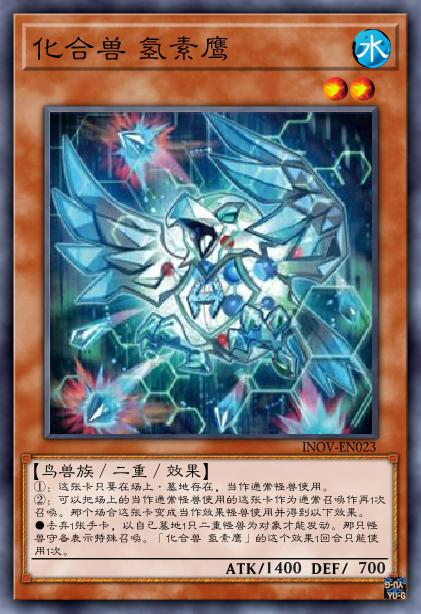 化合兽 氢素鹰
水
INOV-EN023
【鸟兽族／二重／效果】
①：这张卡只要在场上·墓地存在，当作通常怪兽使用。
②：可以把场上的当作通常怪兽使用的这张卡作为通常召唤作再1次
召唤。那个场合这张卡变成当作效果怪兽使用并得到以下效果。
●丢弃1张手卡，以自己墓地1只二重怪兽为对象才能发动。那只怪
兽守备表示特殊召唤。「化合兽 氢素鹰」的这个效果1回合只能使
用1次。
ATK/1400 DEF/ 700